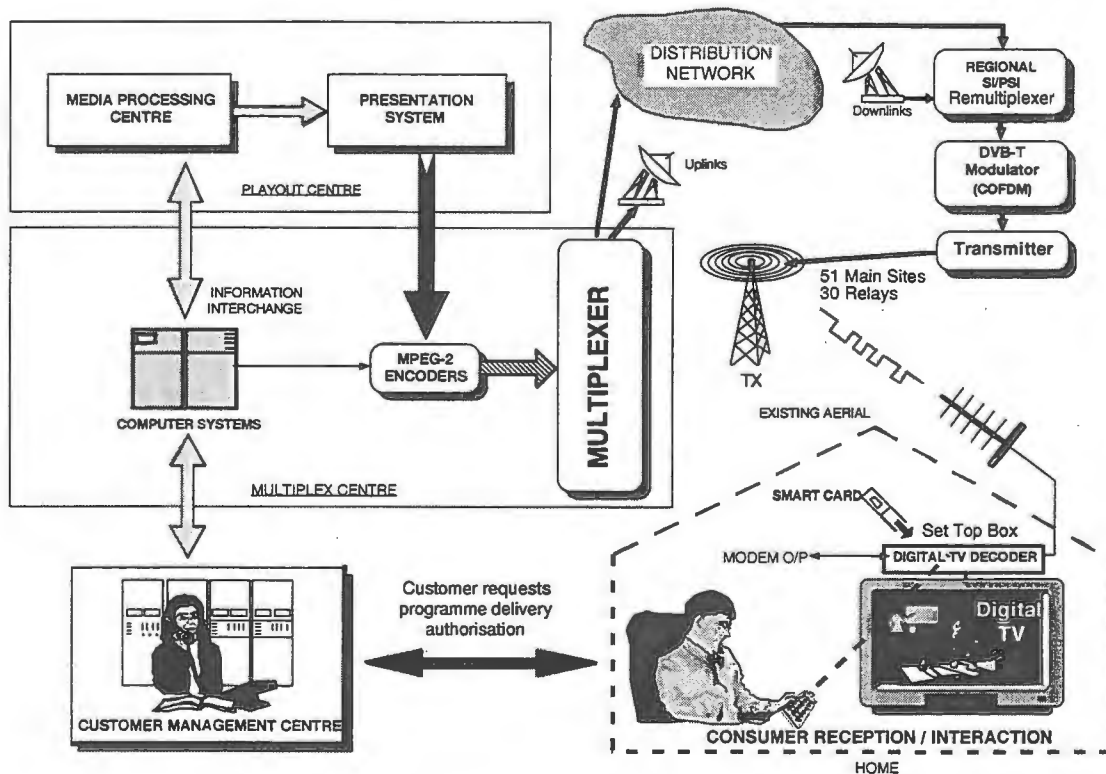 MEDIA PROCESSING
CENTRE
PRESENTATION
SYSTEM
PLAYOUT CENTRE
DISTRIBUTION
NETWORK
Downlinks
REGIONAL
SI/PSI
Remultiplexer
Uplinks
DVB-T
Modulator
(COFDM)
Transmitter
51 Main Sites
30 Relays
TX
INFORMATION
INTERCHANGE
COMPUTER SYSTEMS
MPEG-2
ENCODERS
MULTIPLEXER
MULTIPLEX CENTRE
EXISTING AERIAL
SMART CARD
Set Top Box
MODEM O/P
DIGITAL TV DECODER
Digital
TV
Customer requests
programme delivery
authorisation
CUSTOMER MANAGEMENT CENTRE
CONSUMER RECEPTION / INTERACTION
HOME